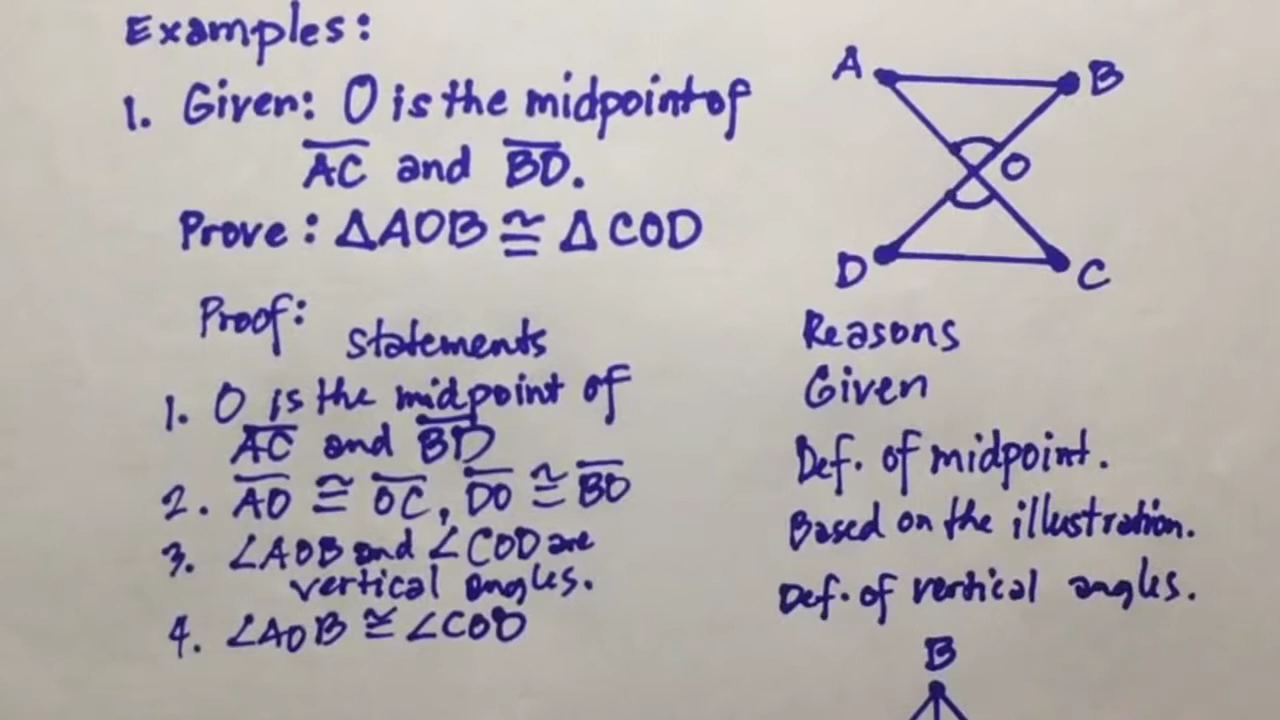 Examples:
1. Given: O is the midpoint of
AC and BD.
Prove: ΔAOB ≅ ΔCOD
A
B
O
D
C
Proof:
statements
Reasons
1. O is the midpoint of
AC and BD
Given
2. AO ≅ OC, DO ≅ BO
Def. of midpoint.
3. ∠AOB and ∠COD are
vertical angles.
Based on the illustration.
4. ∠AOB ≅ ∠COD
Def. of vertical angles.
B